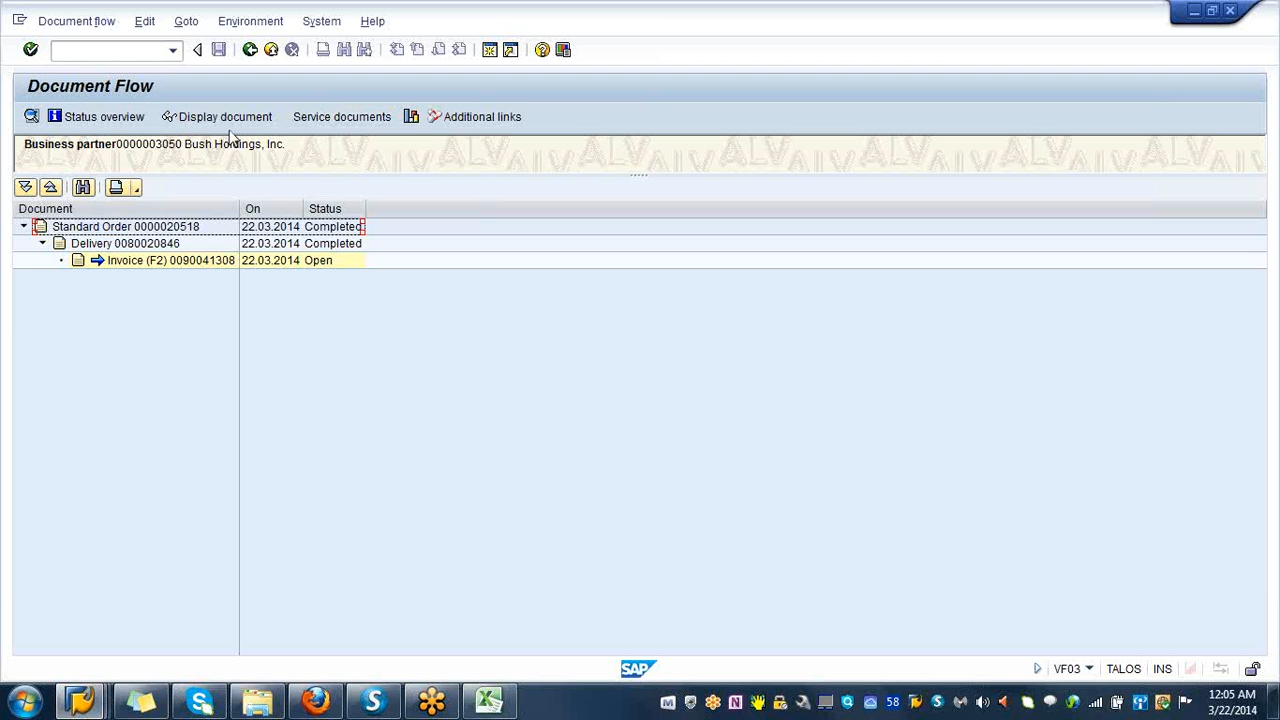 Document flow Edit Goto Environment System Help
Document Flow
Status overview Display document Service documents Additional links
Business partner0000003050 Bush Holdings, Inc.
Document On Status
Standard Order 0000020518 22.03.2014 Completed
Delivery 0080020846 22.03.2014 Completed
Invoice (F2) 0090041308 22.03.2014 Open
SAP VF03 TALOS INS
58 12:05 AM
3/22/2014